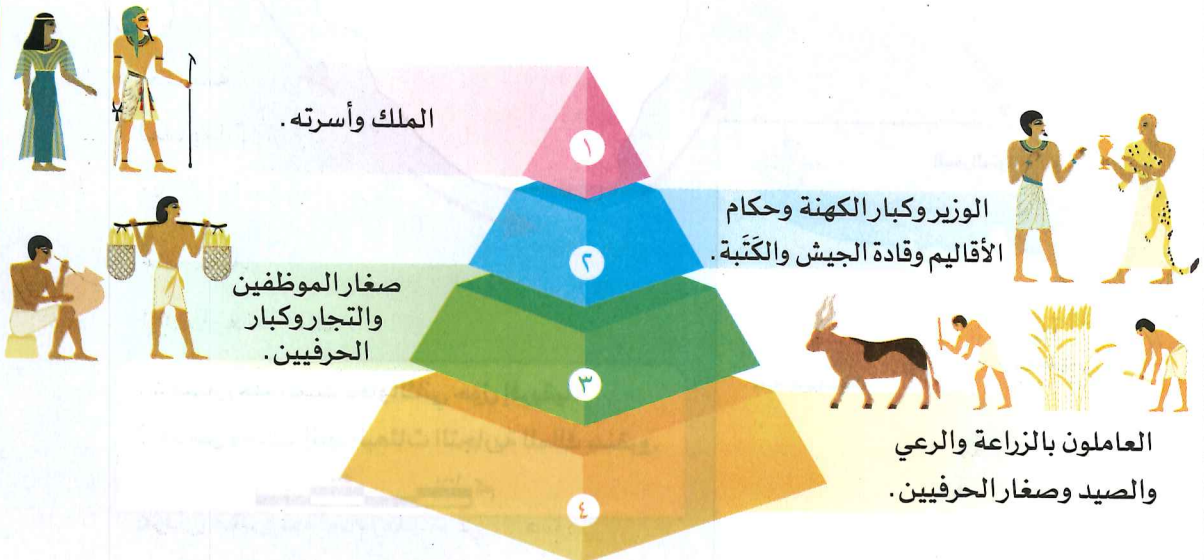 الملك وأسرته.
١
الوزير وكبار الكهنة وحكام
الأقاليم وقادة الجيش والكَتَبة.
٢
صغار الموظفين
والتجار وكبار
الحرفيين.
٣
العاملون بالزراعة والرعي
والصيد وصغار الحرفيين.
٤